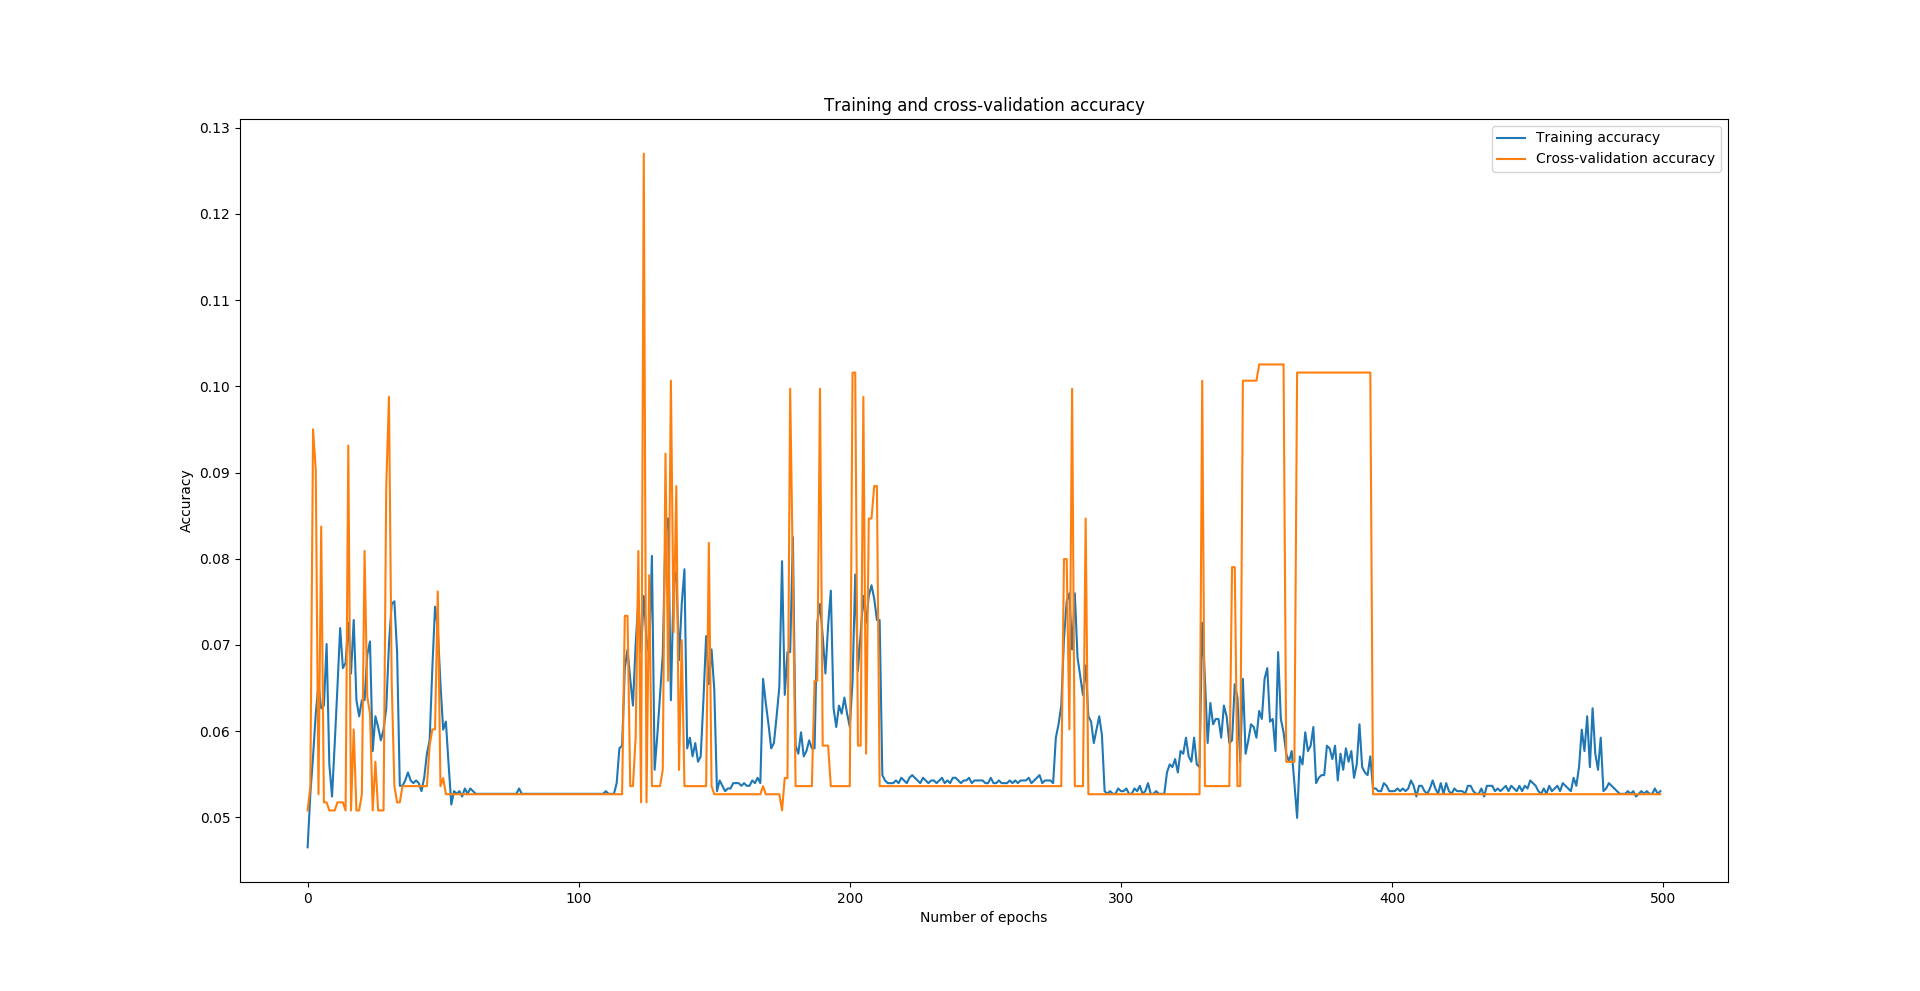 Training and cross-validation accuracy
Training accuracy
Cross-validation accuracy
0.13
0.12
0.11
0.10
0.09
0.08
0.07
0.06
0.05
Accuracy
0 100 200 300 400 500
Number of epochs